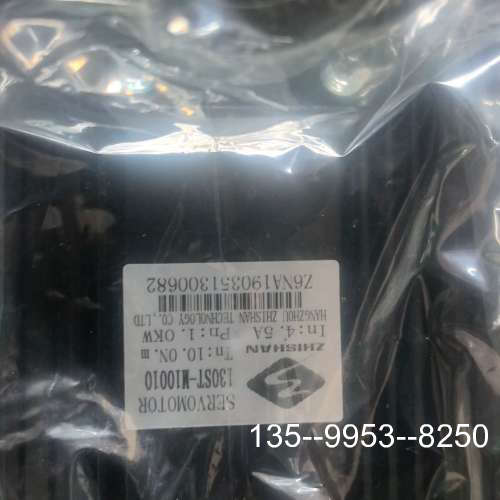 SERVOMOTOR
130ST-M10010
ZHISHAN
Tn:10.0N.m
In:4.5A Pn:1.0KW
HANGZHOU ZHISHAN TECHNOLOGY CO.,LTD
Z6NA190351300682
135--9953--8250